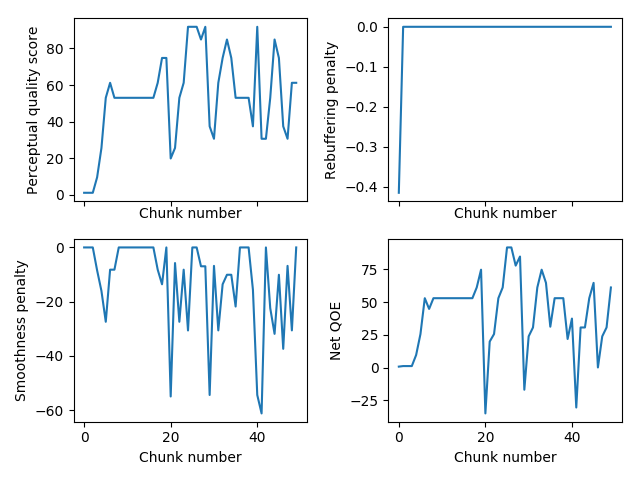 Perceptual quality score
80
60
40
20
0
Chunk number
Rebuffering penalty
0.0
−0.1
−0.2
−0.3
−0.4
Chunk number
Smoothness penalty
0
−20
−40
−60
0 20 40
Chunk number
Net QOE
75
50
25
0
−25
0 20 40
Chunk number